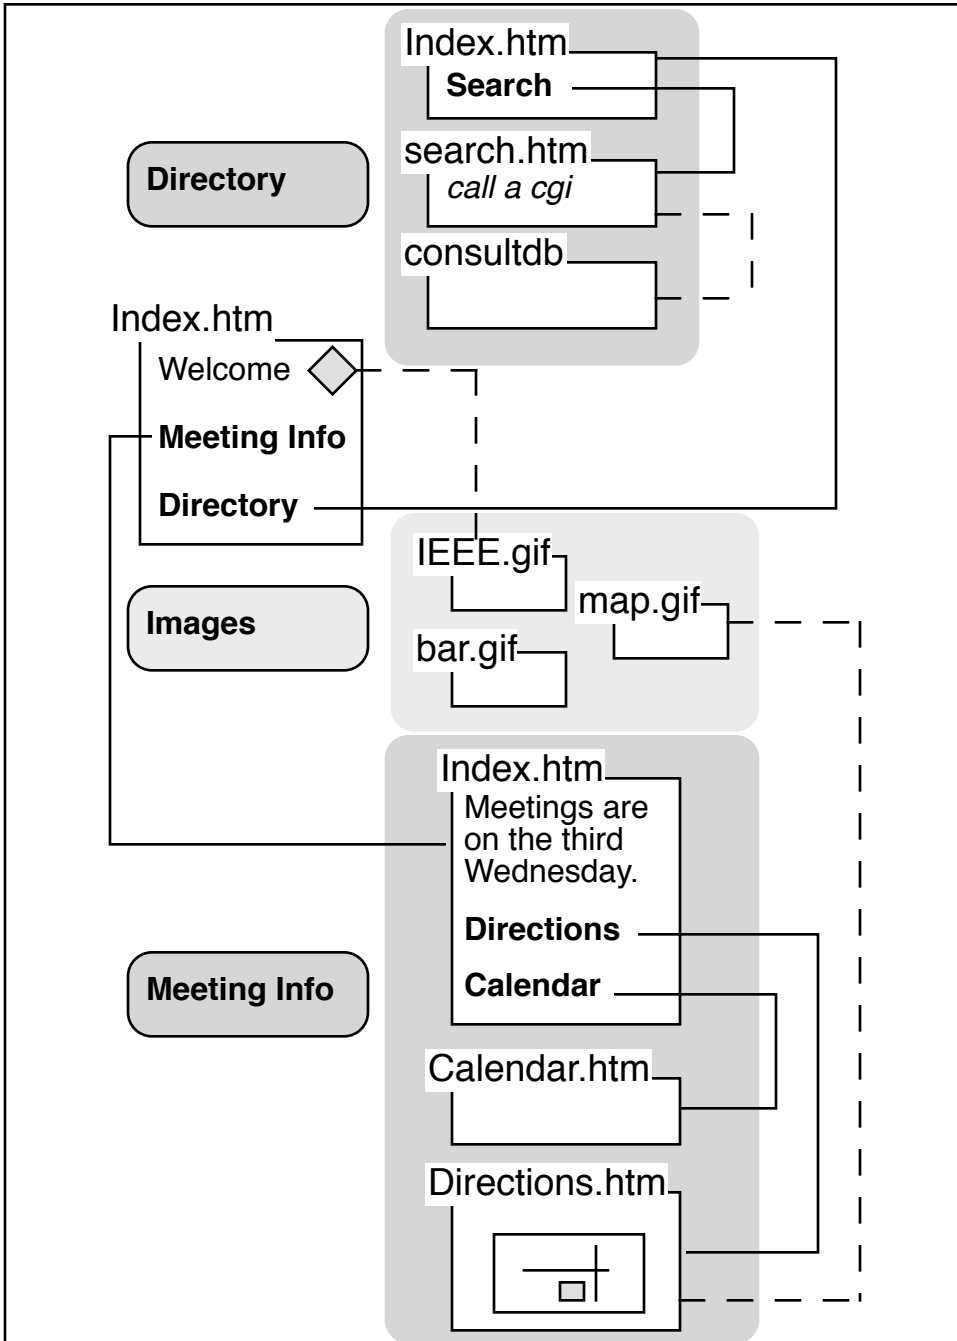 Index.htm
Search
search.htm
call a cgi
Directory
consultdb
Index.htm
Welcome
Meeting Info
Directory
IEEE.gif
map.gif
Images
bar.gif
Index.htm
Meetings are
on the third
Wednesday.
Directions
Calendar
Meeting Info
Calendar.htm
Directions.htm